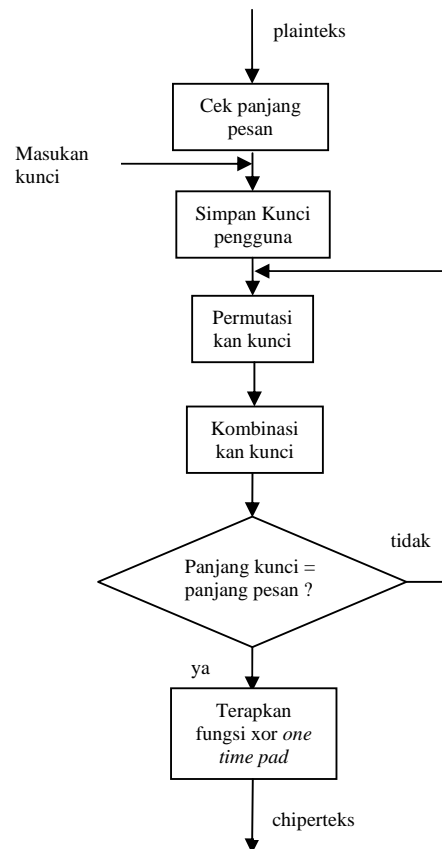 plainteks
Cek panjang
pesan
Masukan
kunci
Simpan Kunci
pengguna
Permutasi
kan kunci
Kombinasi
kan kunci
tidak
Panjang kunci =
panjang pesan ?
ya
Terapkan
fungsi xor one
time pad
chiperteks